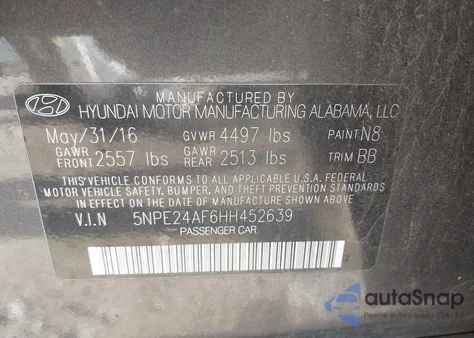 MANUFACTURED BY
HYUNDAI MOTOR MANUFACTURING ALABAMA, LLC
May/31/16 GVWR 4497 lbs PAINT N8
GAWR FRONT 2557 lbs GAWR REAR 2513 lbs TRIM BB
THIS VEHICLE CONFORMS TO ALL APPLICABLE U.S.A. FEDERAL
MOTOR VEHICLE SAFETY, BUMPER, AND THEFT PREVENTION STANDARDS
IN EFFECT ON THE DATE OF MANUFACTURE SHOWN ABOVE.
V.I.N 5NPE24AF6HH452639
PASSENGER CAR
autoSnap